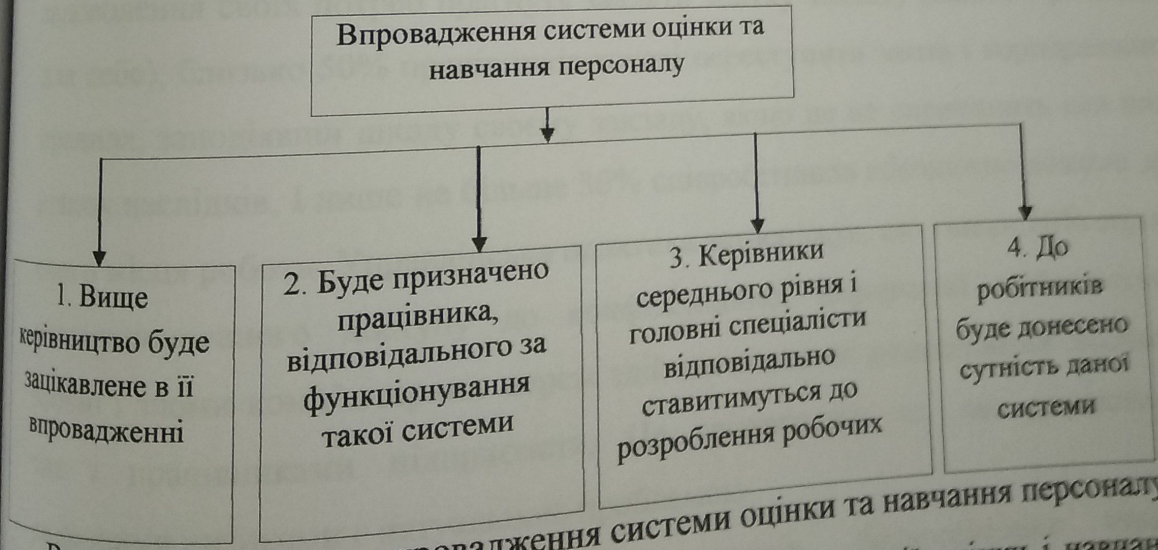 Впровадження системи оцінки та
навчання персоналу
1. Вище
керівництво буде
зацікавлене в її
впровадженні
2. Буде призначено
працівника,
відповідального за
функціонування
такої системи
3. Керівники
середнього рівня і
головні спеціалісти
відповідально
ставитимуться до
розроблення робочих
4. До
робітників
буде донесено
сутність даної
системи
системи оцінки та навчання персоналу